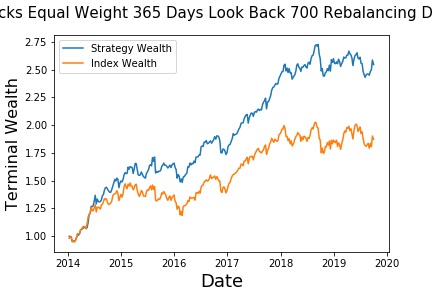 cks Equal Weight 365 Days Look Back 700 Rebalancing D
Strategy Wealth
Index Wealth
Terminal Wealth
2.75
2.50
2.25
2.00
1.75
1.50
1.25
1.00
2014 2015 2016 2017 2018 2019 2020
Date